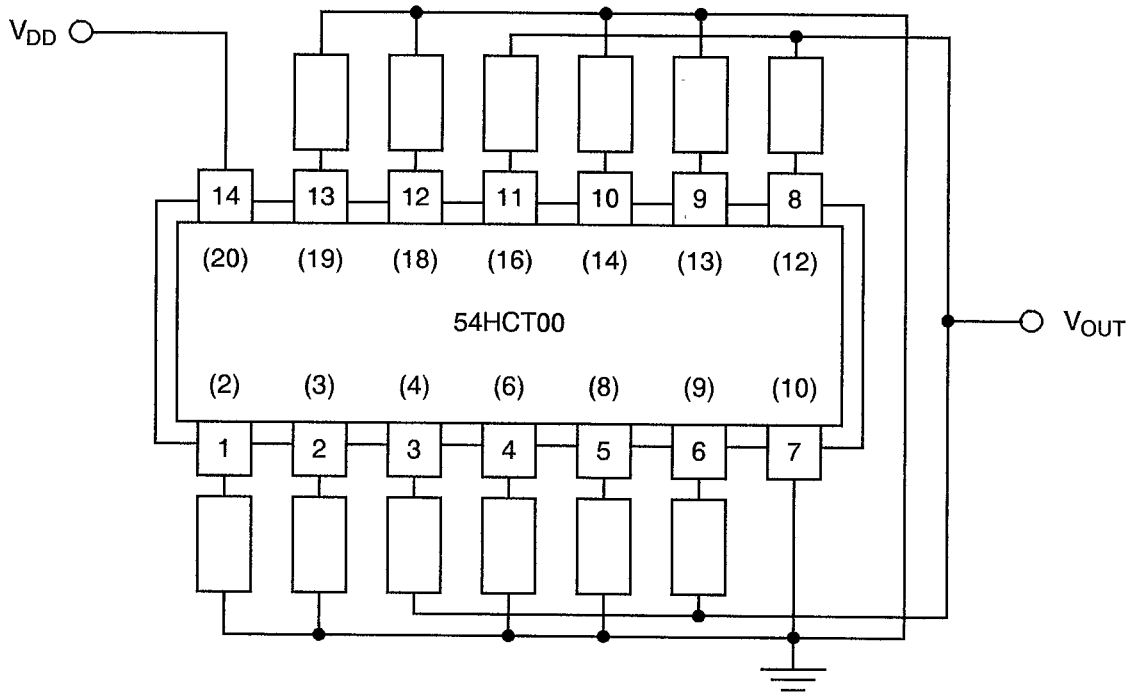 V_DD
14 13 12 11 10 9 8
(20) (19) (18) (16) (14) (13) (12)
54HCT00
V_OUT
(2) (3) (4) (6) (8) (9) (10)
1 2 3 4 5 6 7